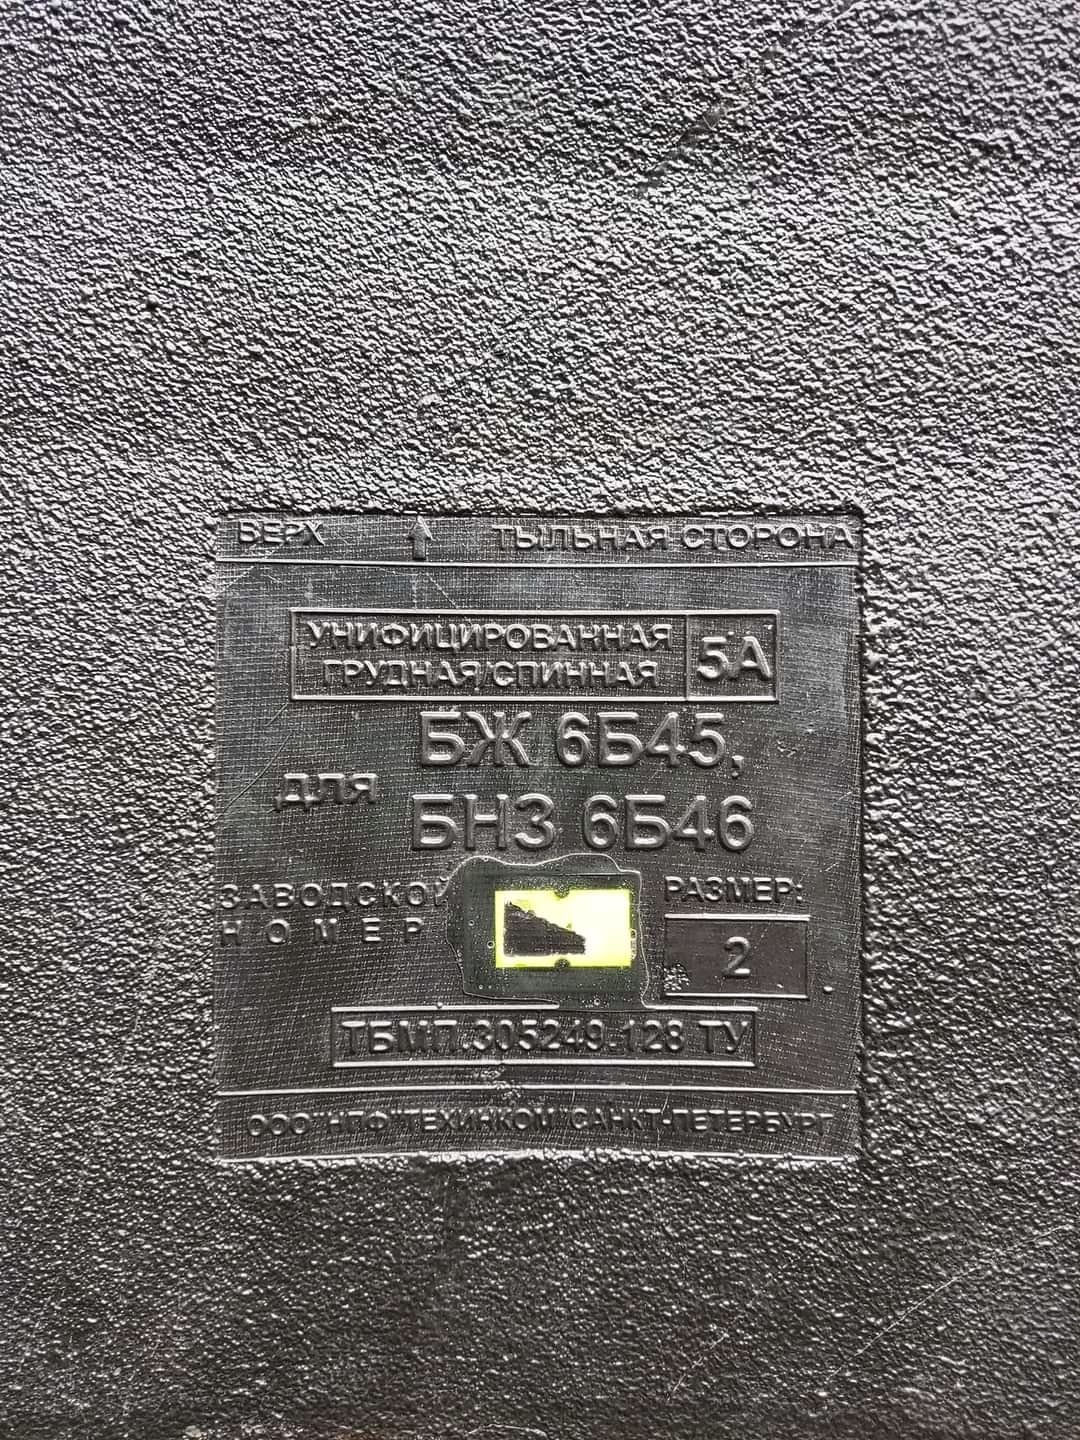 ВЕРХ ↑ ТЫЛЬНАЯ СТОРОНА
УНИФИЦИРОВАННАЯ
ГРУДНАЯ/СПИННАЯ
5А
для
БЖ 6Б45,
БНЗ 6Б46
ЗАВОДСКОЙ
НОМЕР
РАЗМЕР:
2
ТБМП.305249.128 ТУ
ООО "НПФ "ТЕХИНКОМ" САНКТ-ПЕТЕРБУРГ